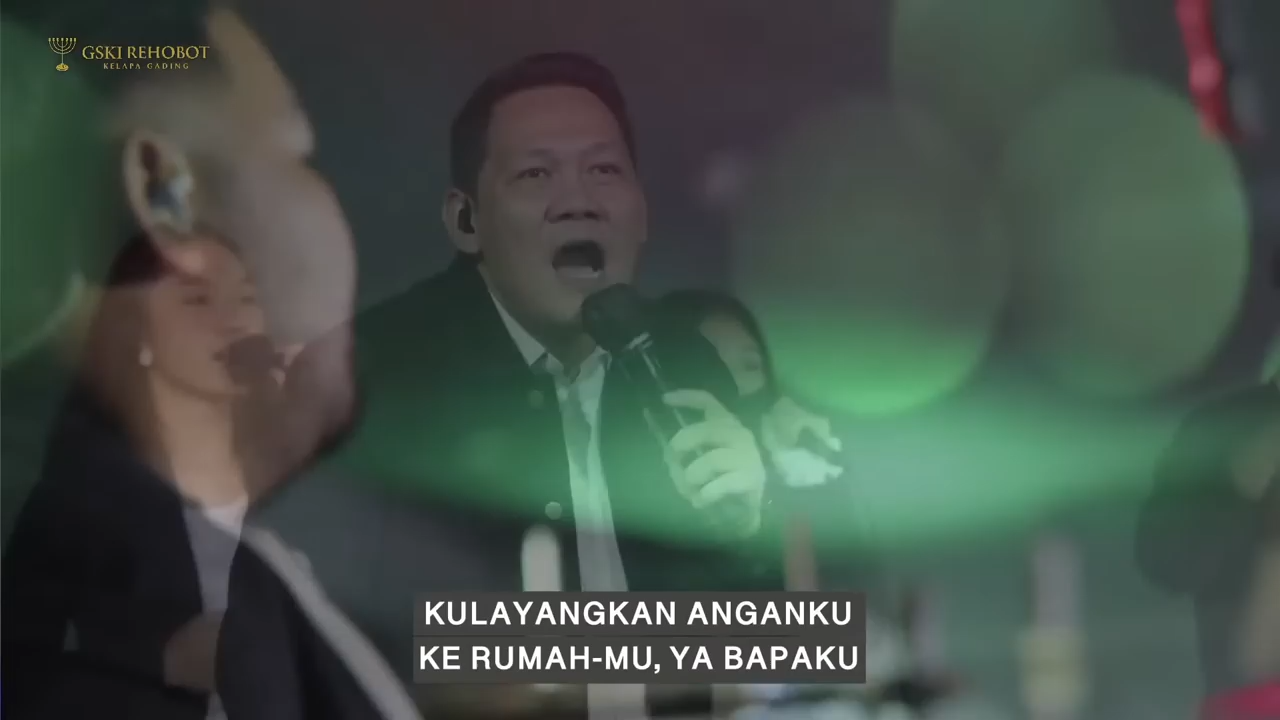 GSKI REHOBOT
KELAPA GADING
KULAYANGKAN ANGANKU
KE RUMAH-MU, YA BAPAKU